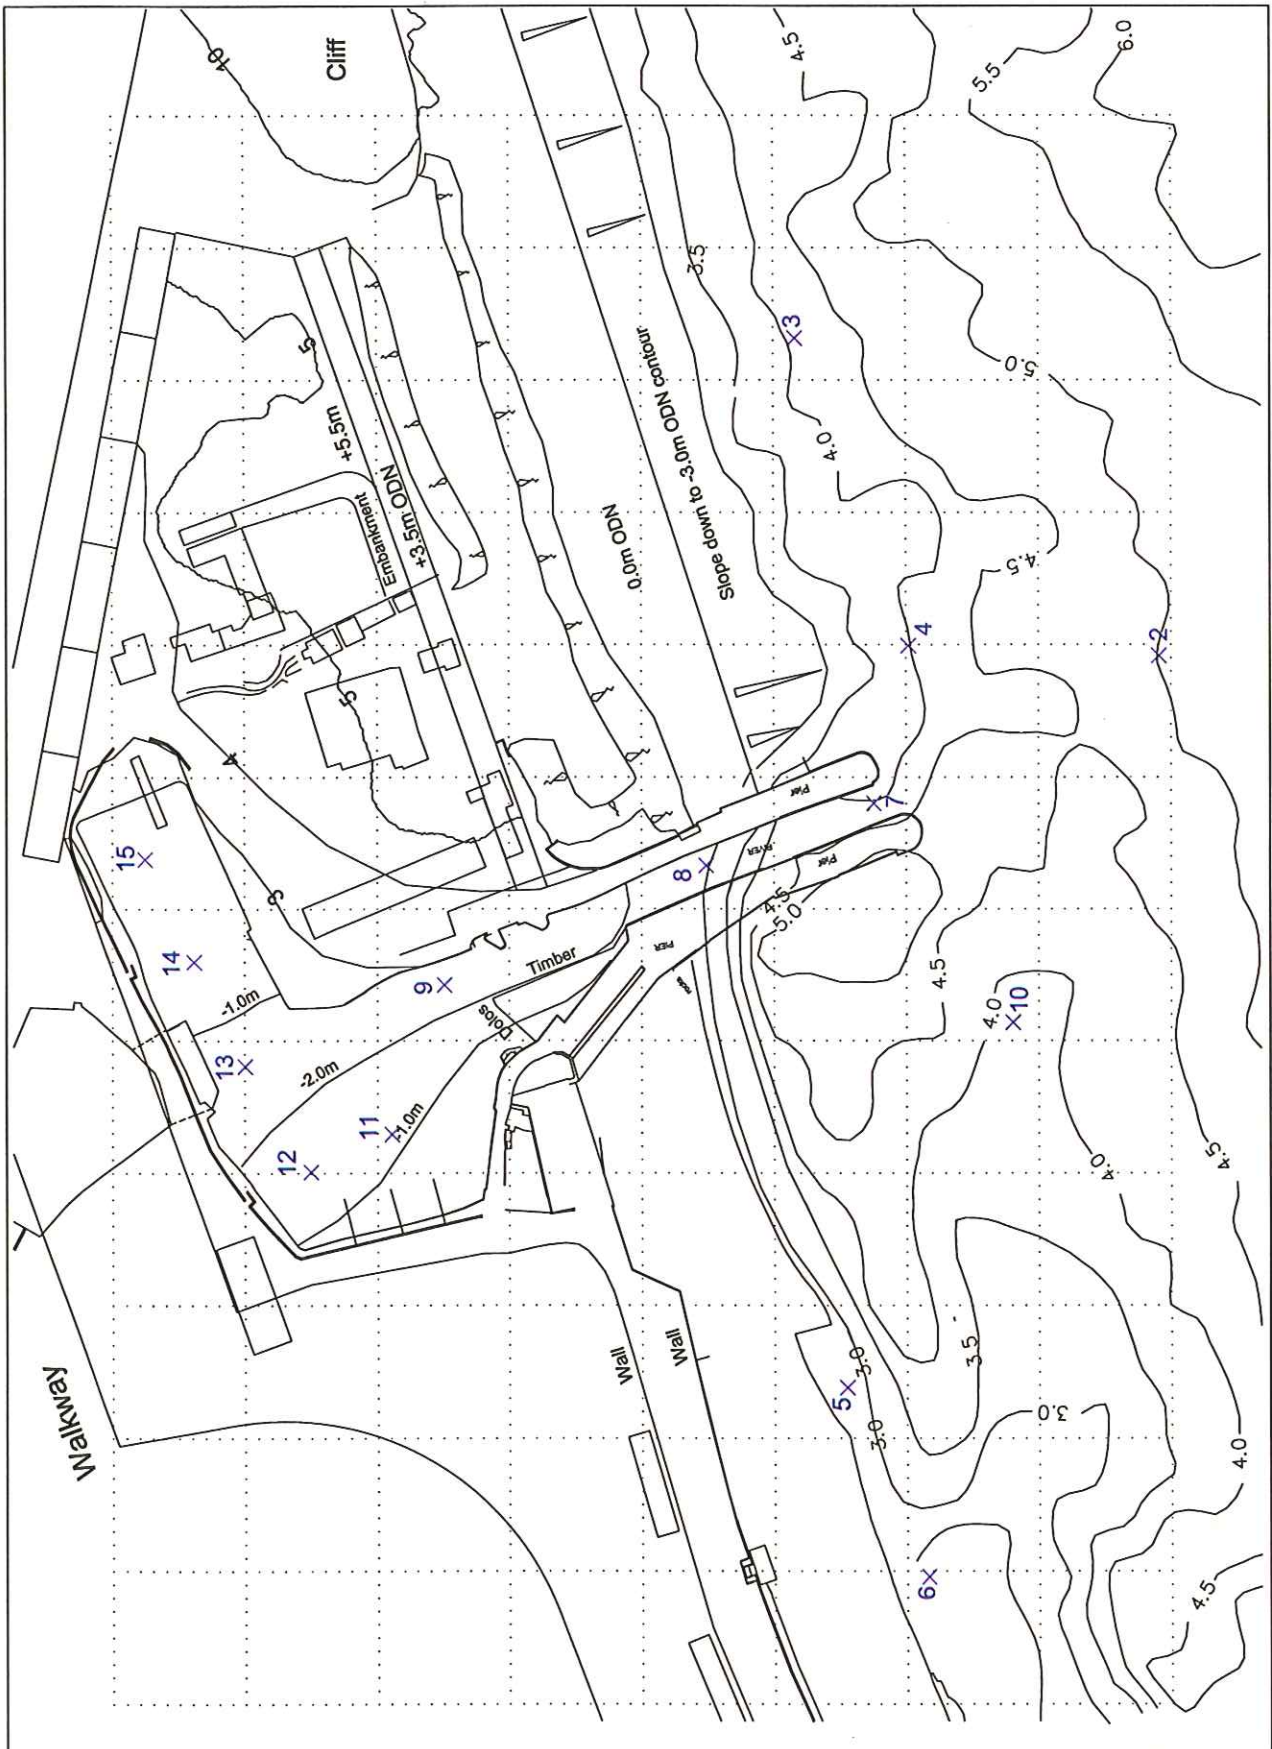 10
Cliff
4.5
6.0
5.5
3.5
5
+5.5m
3
5.0
4.0
Embankment
+3.5m ODN
0.0m ODN
Slope down to -3.0m ODN contour
4.5
4
2
5
4
Pier
7
RIVER
Pier
8
15
3
4.5
5.0
14
9
Timber
PIER
rocks
4.5
-1.0m
Dolos
4.0
10
13
-2.0m
11
-1.0m
12
4.0
4.5
Walkway
Wall
Wall
3.0
5
3.5
3.0
3.0
4.0
6
4.5